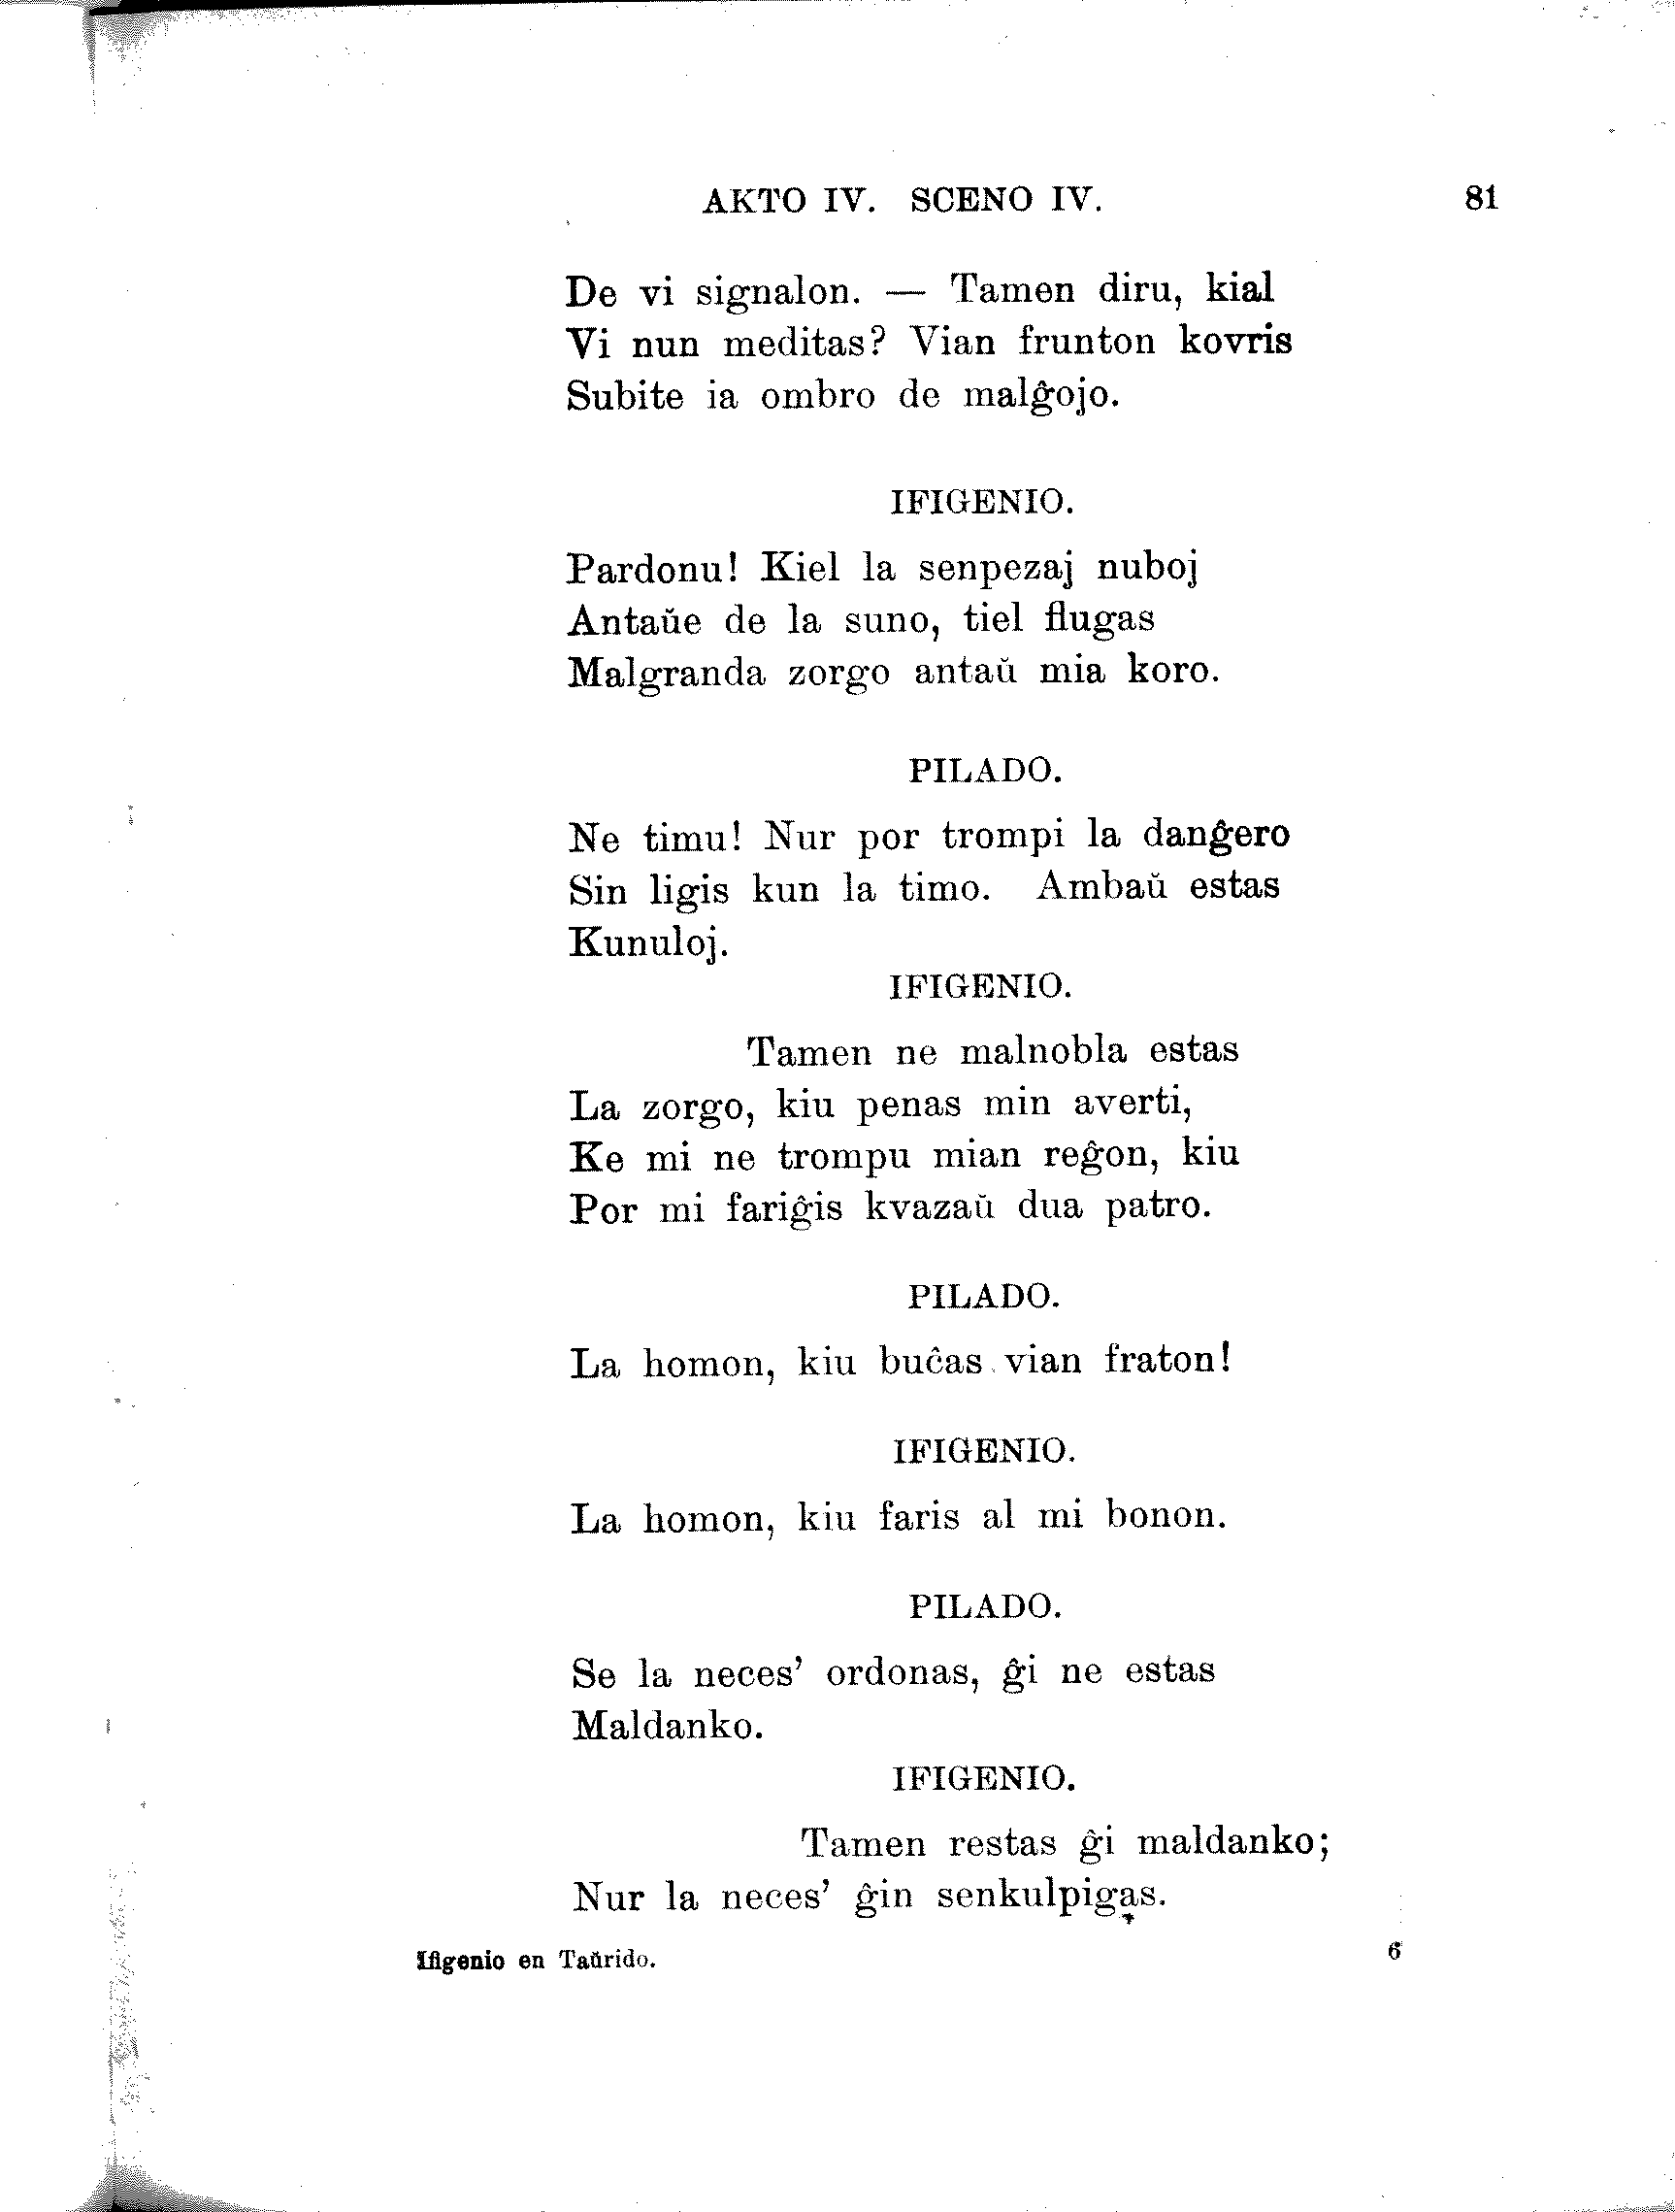 AKTO IV. SCENO IV. 81
De vi signalon. — Tamen diru, kial
Vi nun meditas? Vian frunton kovris
Subite ia ombro de malĝojo.
IFIGENIO.
Pardonu! Kiel la senpezaj nuboj
Antaŭe de la suno, tiel flugas
Malgranda zorgo antaŭ mia koro.
PILADO.
Ne timu! Nur por trompi la danĝero
Sin ligis kun la timo. Ambaŭ estas
Kunuloj.
IFIGENIO.
Tamen ne malnobla estas
La zorgo, kiu penas min averti,
Ke mi ne trompu mian reĝon, kiu
Por mi fariĝis kvazaŭ dua patro.
PILADO.
La homon, kiu buĉas vian fraton!
IFIGENIO.
La homon, kiu faris al mi bonon.
PILADO.
Se la neces’ ordonas, ĝi ne estas
Maldanko.
IFIGENIO.
Tamen restas ĝi maldanko;
Nur la neces’ ĝin senkulpigas.
Ifigenio en Taŭrido. 6